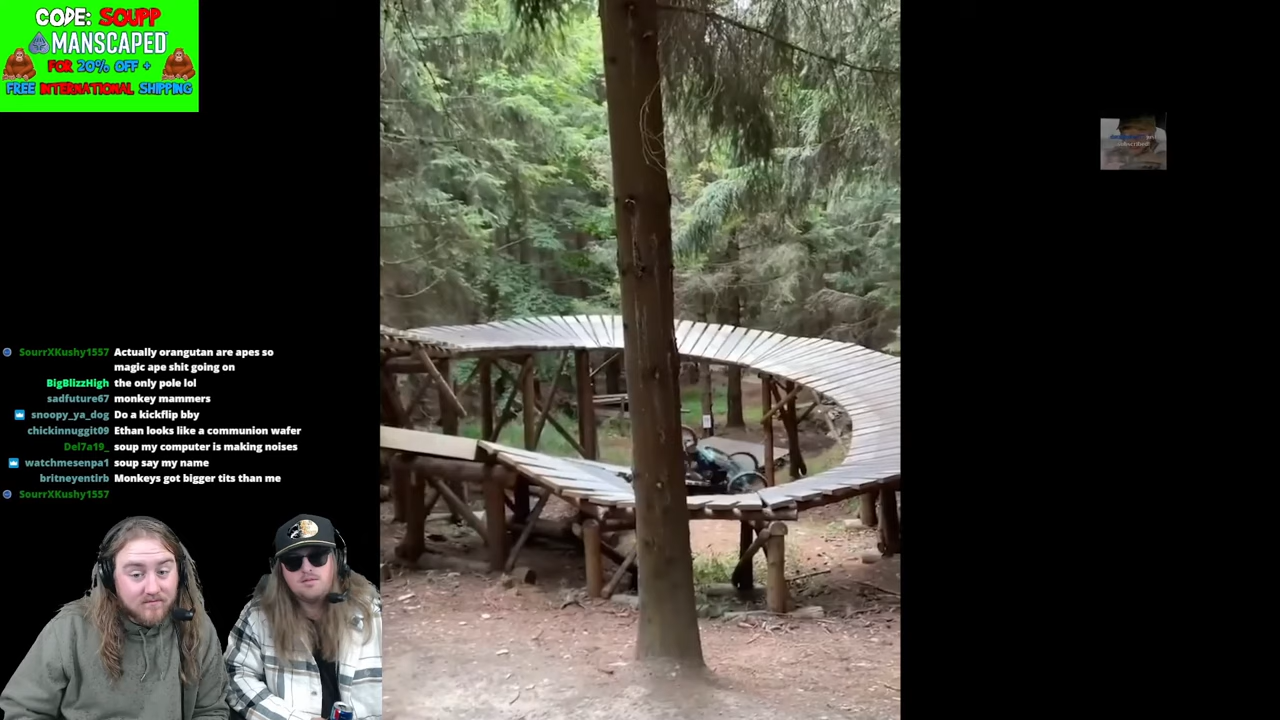 CODE: SOUPP
MANSCAPED
FOR 20% OFF +
FREE INTERNATIONAL SHIPPING
SourrXKushy1557 Actually orangutan are apes so
magic ape shit going on
BigBlizzHigh the only pole lol
sadfuture67 monkey mammers
snoopy_ya_dog Do a kickflip bby
chickinnuggit09 Ethan looks like a communion wafer
Del7a19_ soup my computer is making noises
watchmesenpa1 soup say my name
britneyentirb Monkeys got bigger tits than me
SourrXKushy1557
subscribed!